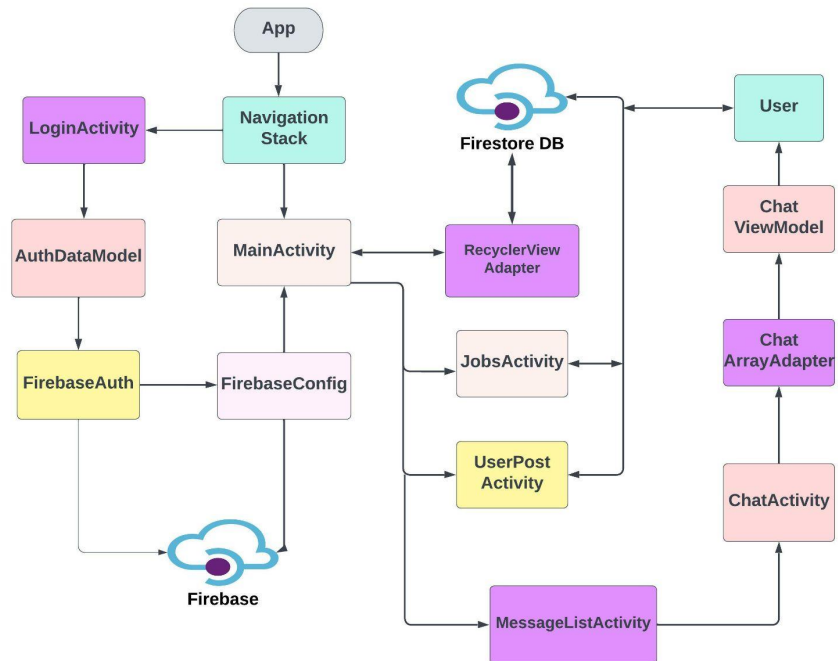 App
LoginActivity
Navigation
Stack
Firestore DB
User
AuthDataModel
MainActivity
RecyclerView
Adapter
Chat
ViewModel
FirebaseAuth
FirebaseConfig
JobsActivity
Chat
ArrayAdapter
UserPost
Activity
ChatActivity
Firebase
MessageListActivity